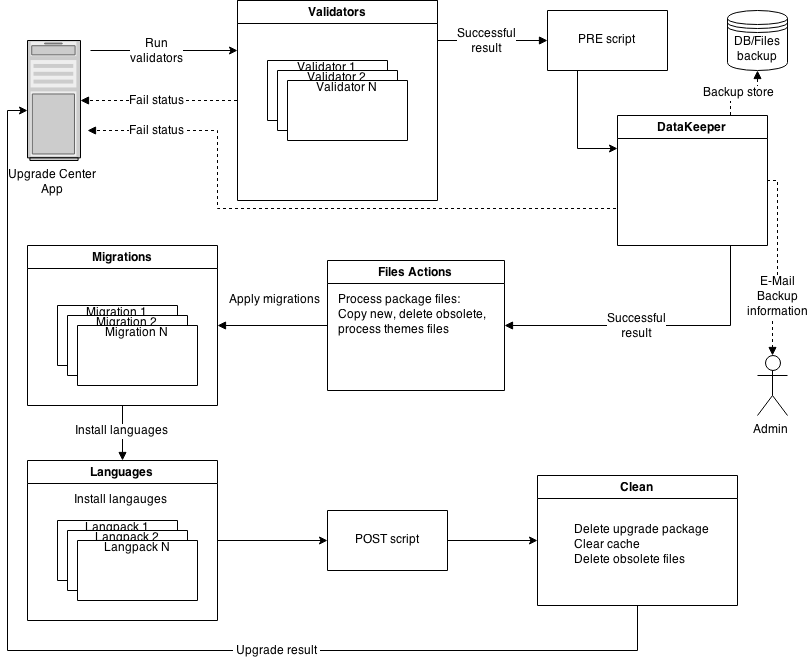 Validators
Run
validators
Successful
result
PRE script
DB/Files
backup
Validator 1
Validator 2
Validator N
Fail status
Fail status
Backup store
DataKeeper
Upgrade Center
App
Migrations
Files Actions
E-Mail
Backup
information
Apply migrations
Process package files:
Copy new, delete obsolete,
process themes files
Successful
result
Migration 1
Migration 2
Migration N
Install languages
Admin
Languages
Install langauges
Langpack 1
Langpack 2
Langpack N
POST script
Clean
Delete upgrade package
Clear cache
Delete obsolete files
Upgrade result